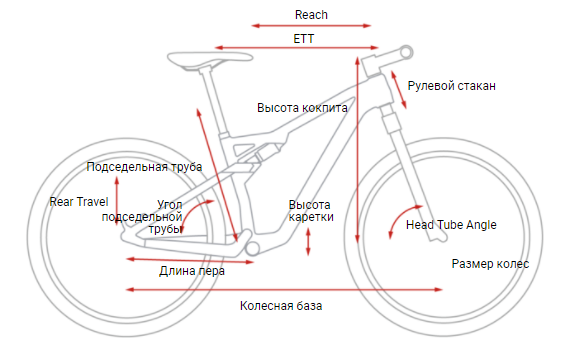 Reach
ETT
Рулевой стакан
Высота кокпита
Подседельная труба
Rear Travel
Угол
подседельной
трубы
Высота
каретки
Head Tube Angle
Размер колес
Длина пера
Колесная база